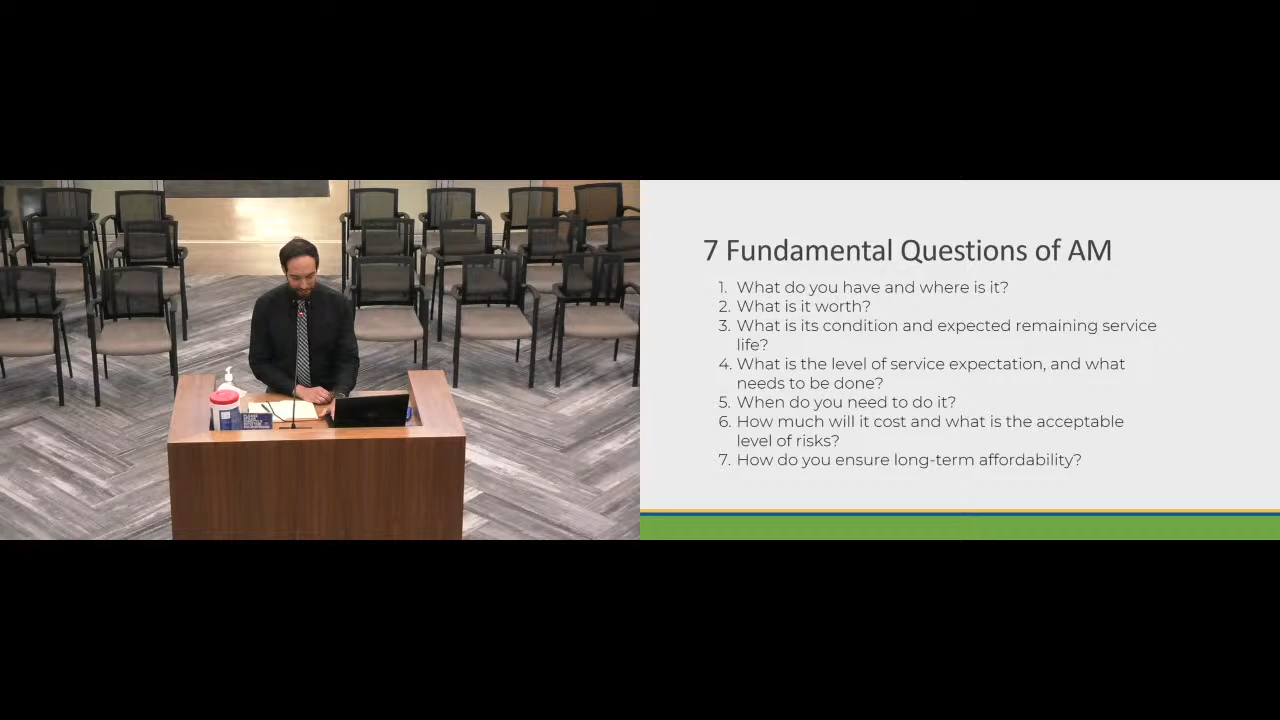 7 Fundamental Questions of AM
1. What do you have and where is it?
2. What is it worth?
3. What is its condition and expected remaining service
life?
4. What is the level of service expectation, and what
needs to be done?
5. When do you need to do it?
6. How much will it cost and what is the acceptable
level of risks?
7. How do you ensure long-term affordability?